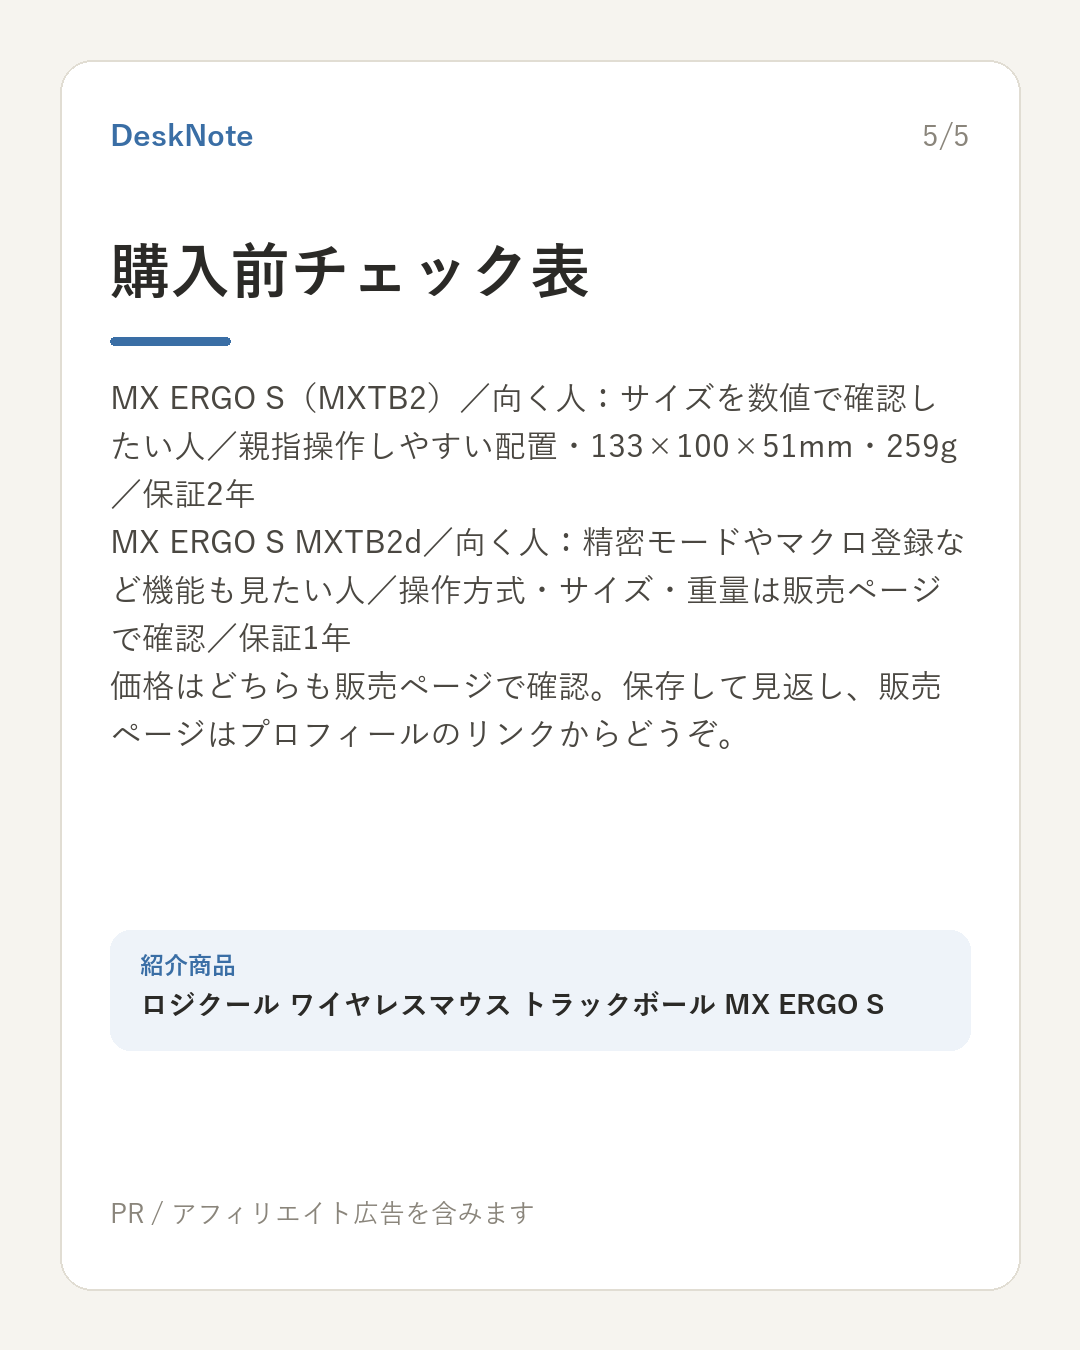 DeskNote
5/5
購入前チェック表
MX ERGO S（MXTB2）／向く人：サイズを数値で確認し
たい人／親指操作しやすい配置・133×100×51mm・259g
／保証2年
MX ERGO S MXTB2d／向く人：精密モードやマクロ登録な
ど機能も見たい人／操作方式・サイズ・重量は販売ページ
で確認／保証1年
価格はどちらも販売ページで確認。保存して見返し、販売
ページはプロフィールのリンクからどうぞ。
紹介商品
ロジクール ワイヤレスマウス トラックボール MX ERGO S
PR / アフィリエイト広告を含みます